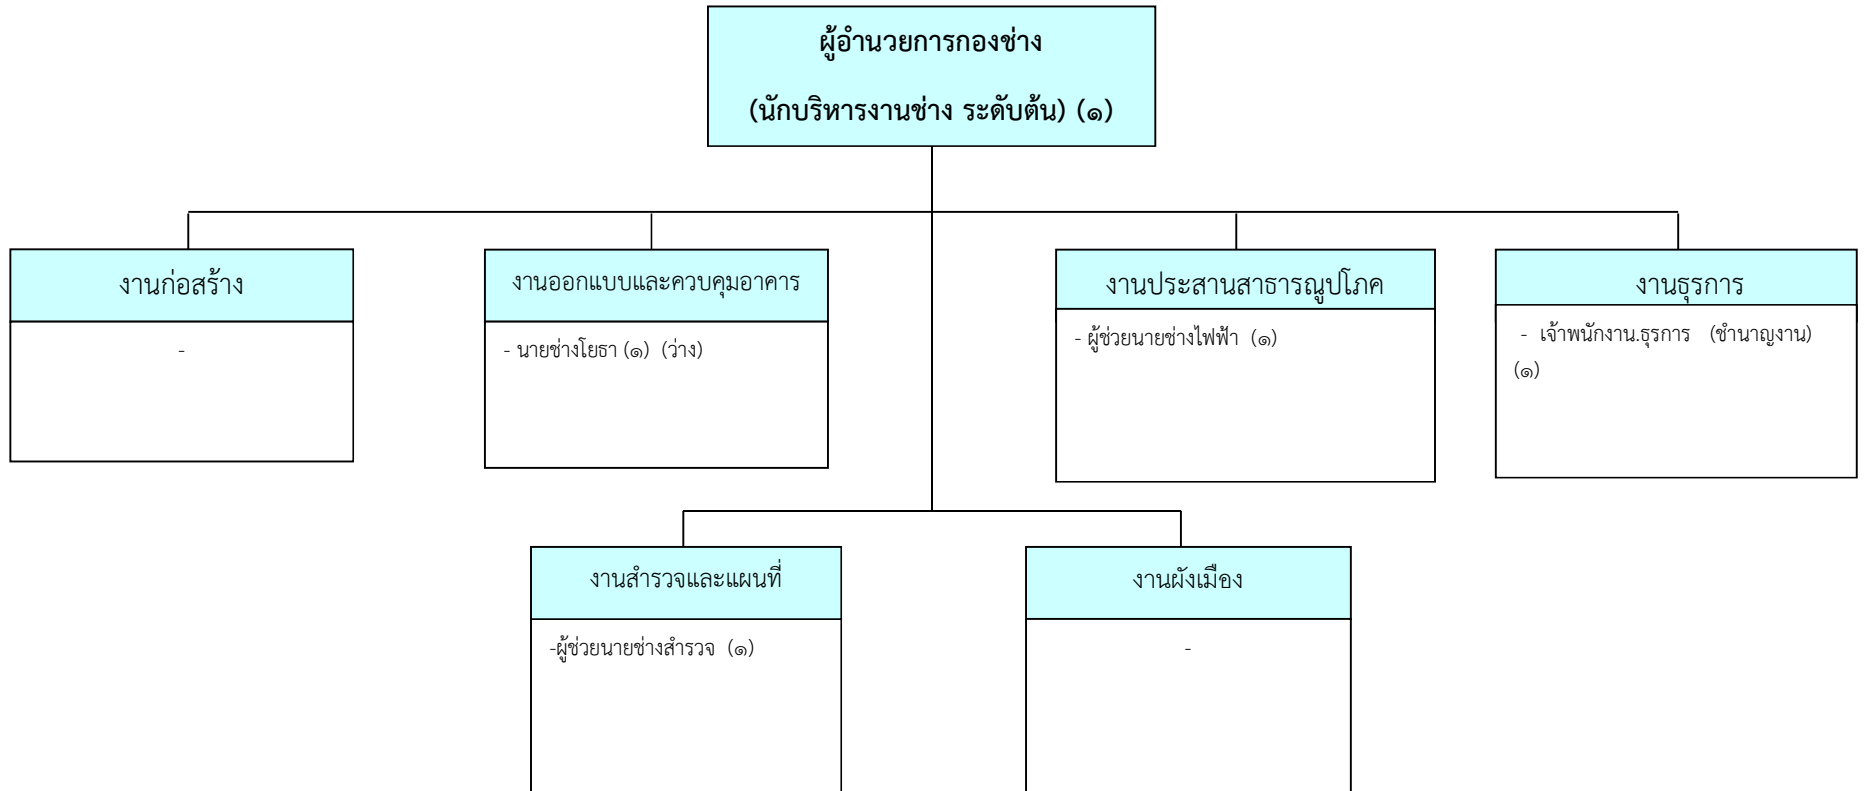 ผู้อำนวยการกองช่าง
(นักบริหารงานช่าง ระดับต้น) (๑)
งานก่อสร้าง
-
งานออกแบบและควบคุมอาคาร
- นายช่างโยธา (๑) (ว่าง)
งานประสานสาธารณูปโภค
- ผู้ช่วยนายช่างไฟฟ้า (๑)
งานธุรการ
- เจ้าพนักงาน.ธุรการ (ชำนาญงาน)
(๑)
งานสำรวจและแผนที่
-ผู้ช่วยนายช่างสำรวจ (๑)
งานผังเมือง
-